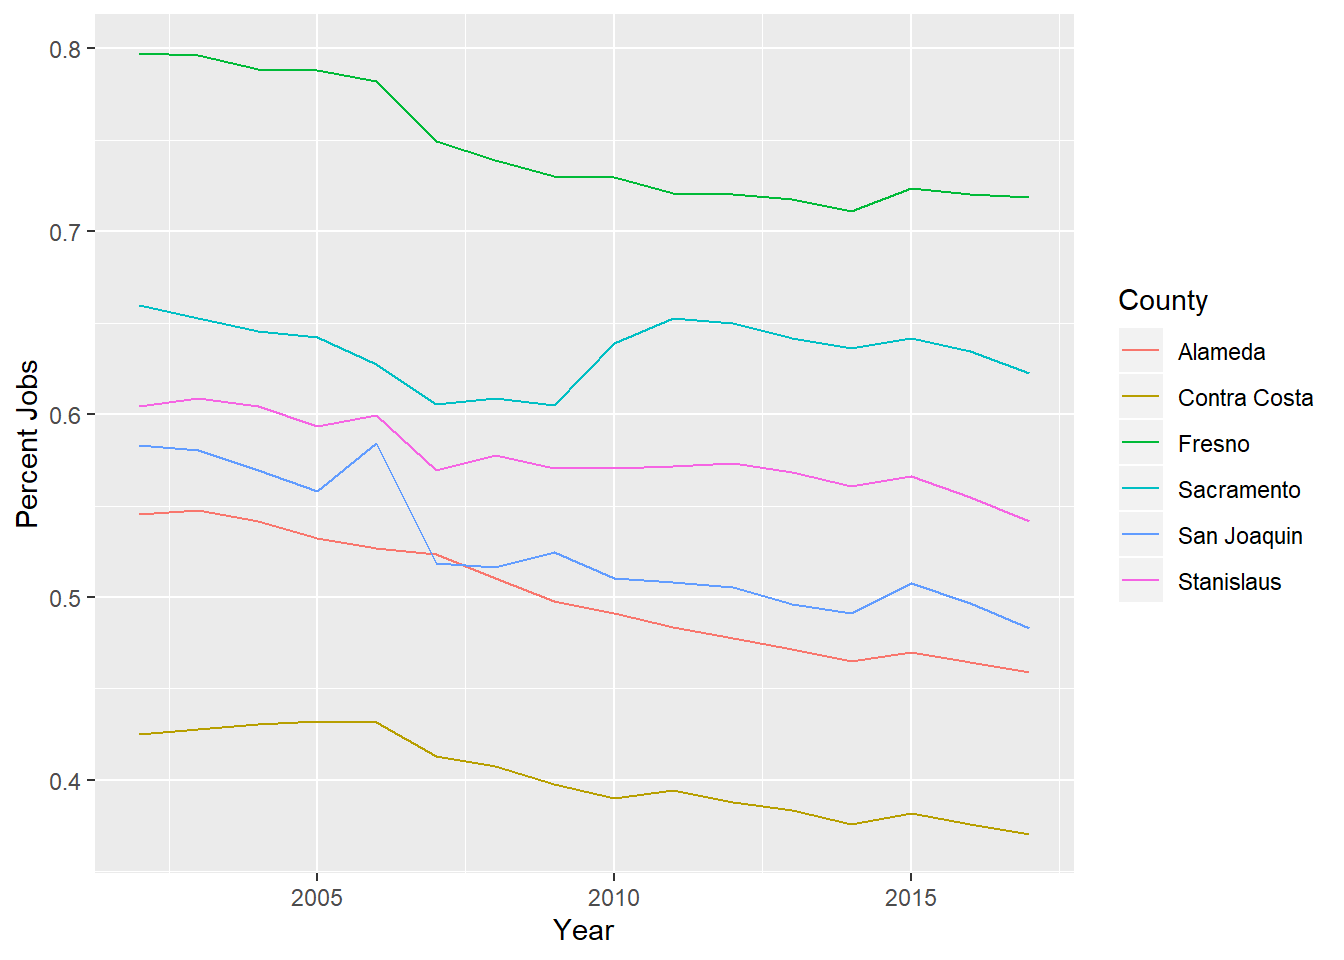 Percent Jobs
0.8
0.7
0.6
0.5
0.4
2005
2010
2015
Year
County
Alameda
Contra Costa
Fresno
Sacramento
San Joaquin
Stanislaus